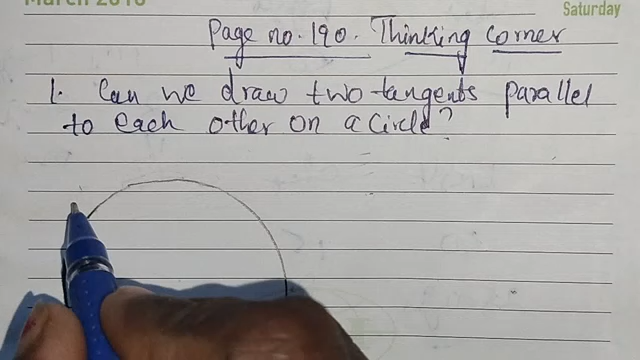 March 2018
Saturday
Page no. 190. Thinking corner
1. Can we draw two tangents parallel
to each other on a circle?